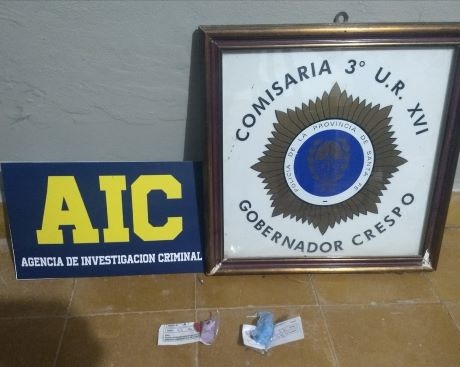 AIC
AGENCIA DE INVESTIGACION CRIMINAL
COMISARIA 3° U.R. XVI
POLICIA DE LA PROVINCIA DE SANTA FE
GOBERNADOR CRESPO